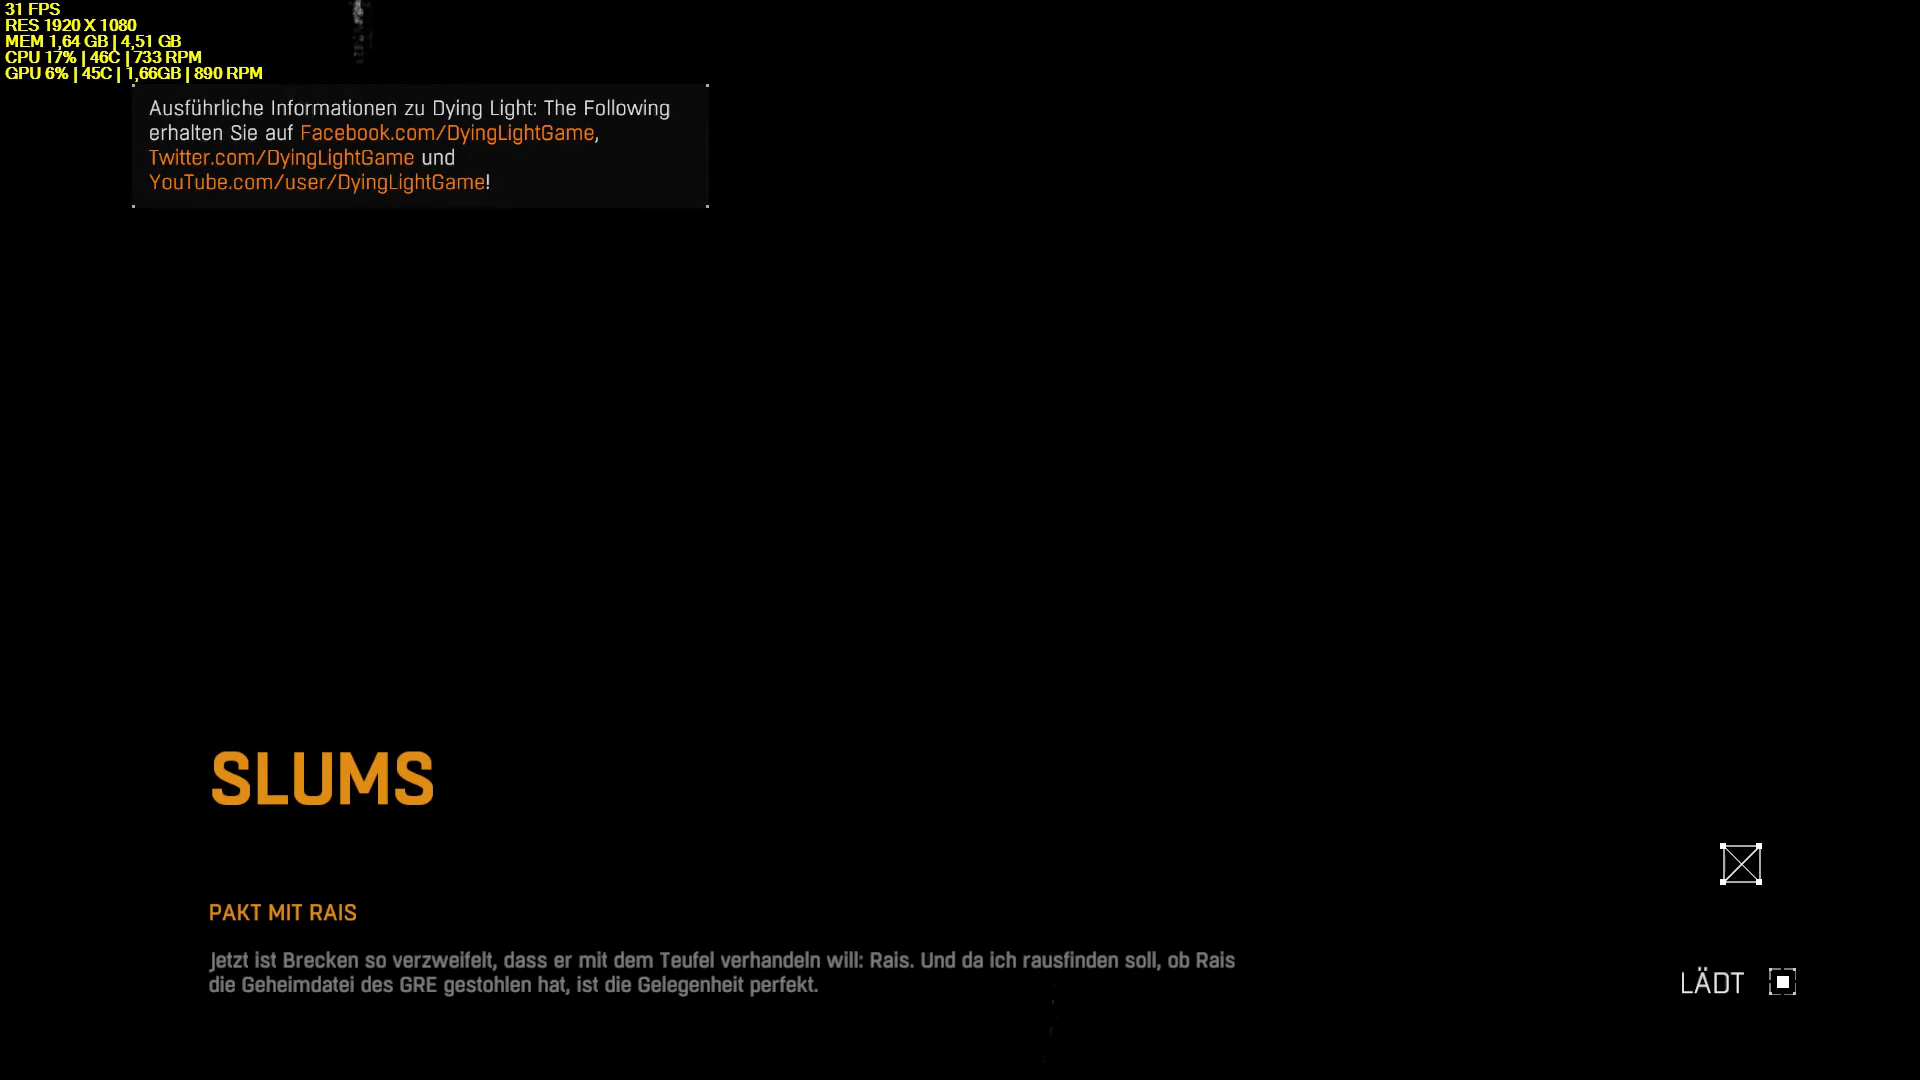 31 FPS
RES 1920 X 1080
MEM 1,64 GB | 4,51 GB
CPU 17% | 46C | 733 RPM
GPU 6% | 45C | 1,66GB | 890 RPM
Ausführliche Informationen zu Dying Light: The Following
erhalten Sie auf Facebook.com/DyingLightGame,
Twitter.com/DyingLightGame und
YouTube.com/user/DyingLightGame!
SLUMS
PAKT MIT RAIS
Jetzt ist Brecken so verzweifelt, dass er mit dem Teufel verhandeln will: Rais. Und da ich rausfinden soll, ob Rais
die Geheimdatei des GRE gestohlen hat, ist die Gelegenheit perfekt.
LÄDT